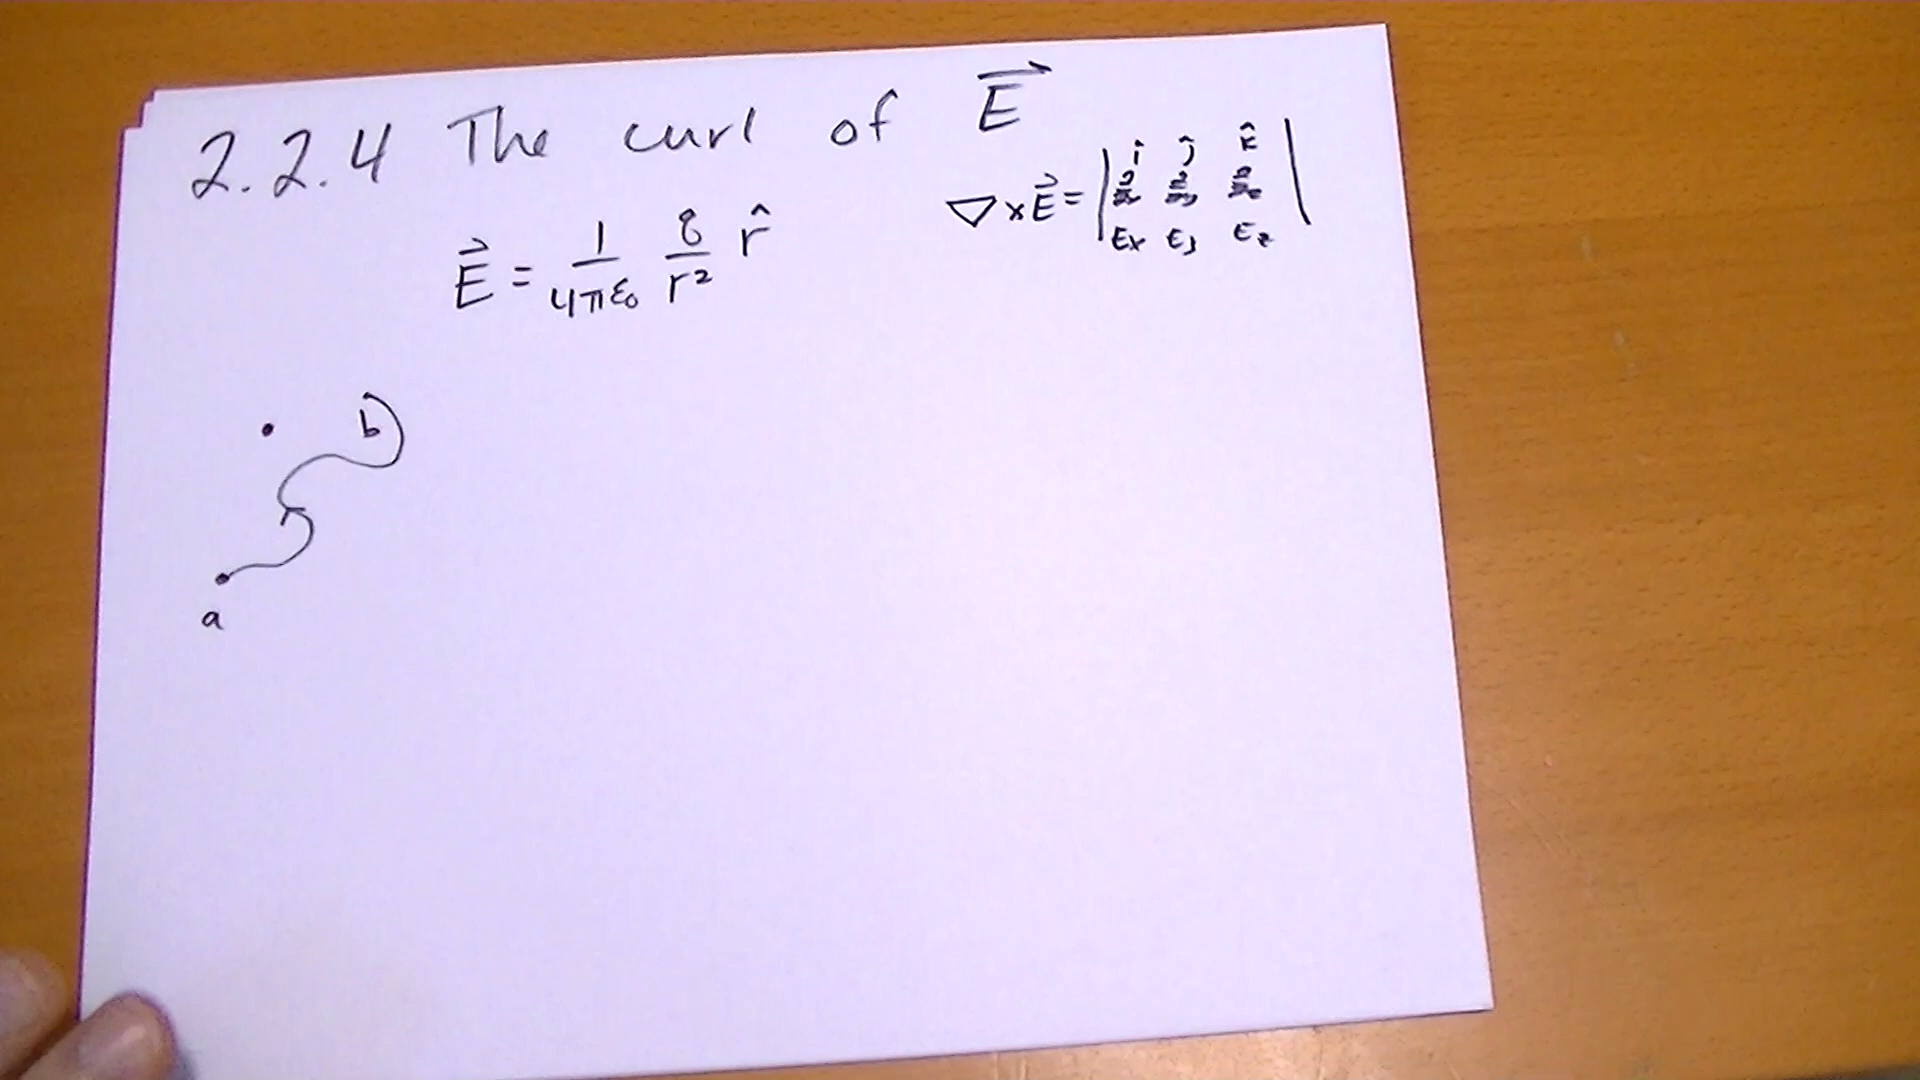 2.2.4 The curl of E⃗
∇ × E⃗ = | î ĵ k̂ |
| ∂/∂x ∂/∂y ∂/∂z |
| Ex Ey Ez |
E⃗ = 1/4πε₀ q/r² r̂
b
a